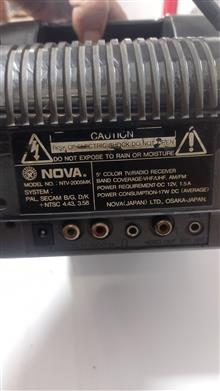 CAUTION
RISK OF ELECTRIC SHOCK DO NOT OPEN
DO NOT EXPOSE TO RAIN OR MOISTURE
NOVA®
MODEL NO. : NTV-2005MK
SYSTEM :
PAL, SECAM B/G, D/K
+NTSC 4.43, 3.58
5" COLOR TV/RADIO RECEIVER
BAND COVERAGE-VHF/UHF. AM/FM
POWER REQUIREMENT-DC 12V, 1.5A
POWER CONSUMPTION-17W DC (AVERAGE)
NOVA(JAPAN) LTD., OSAKA-JAPAN.